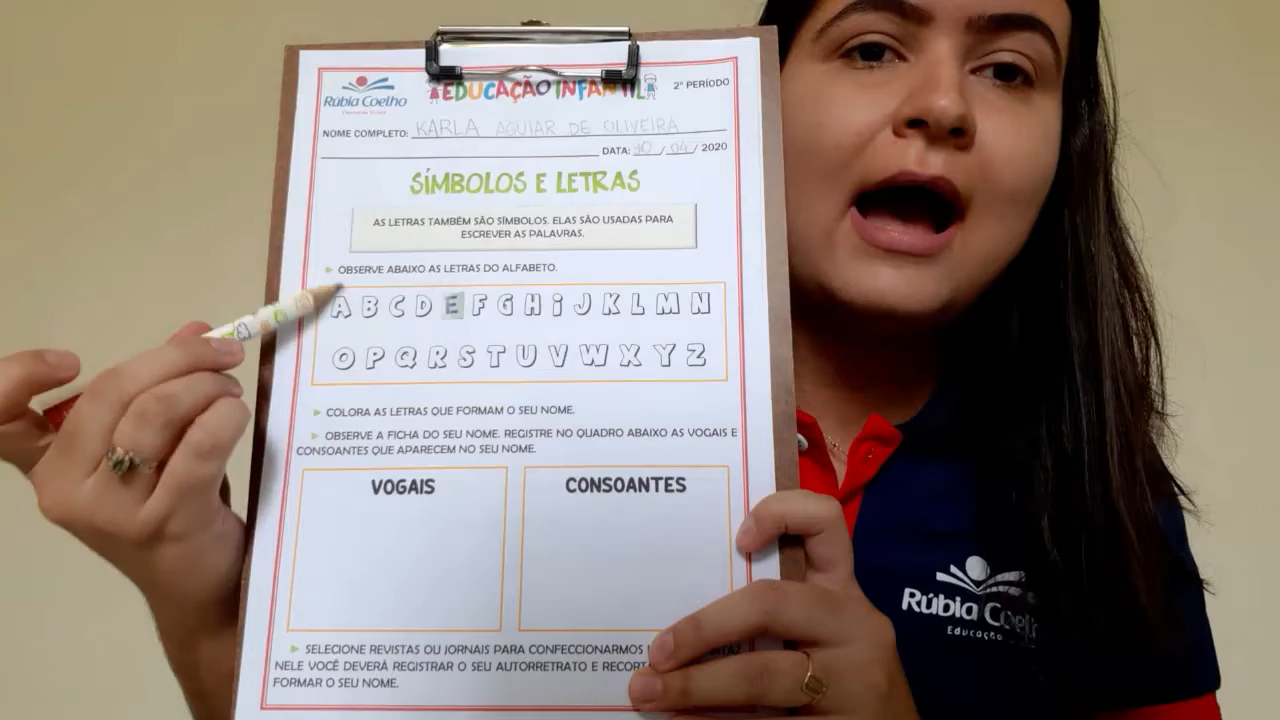 Rúbia Coelho
EDUCAÇÃO INFANTIL
2º PERÍODO
NOME COMPLETO: KARLA AGUIAR DE OLIVEIRA
DATA: 30 / 04 / 2020
SÍMBOLOS E LETRAS
AS LETRAS TAMBÉM SÃO SÍMBOLOS. ELAS SÃO USADAS PARA
ESCREVER AS PALAVRAS.
OBSERVE ABAIXO AS LETRAS DO ALFABETO.
A B C D E F G H i J K L M N
O P Q R S T U V W X Y Z
COLORA AS LETRAS QUE FORMAM O SEU NOME.
OBSERVE A FICHA DO SEU NOME. REGISTRE NO QUADRO ABAIXO AS VOGAIS E
CONSOANTES QUE APARECEM NO SEU NOME.
VOGAIS
CONSOANTES
SELECIONE REVISTAS OU JORNAIS PARA CONFECCIONARMOS
NELE VOCÊ DEVERÁ REGISTRAR O SEU AUTORRETRATO E
FORMAR O SEU NOME.
Rúbia Coelh
Educação